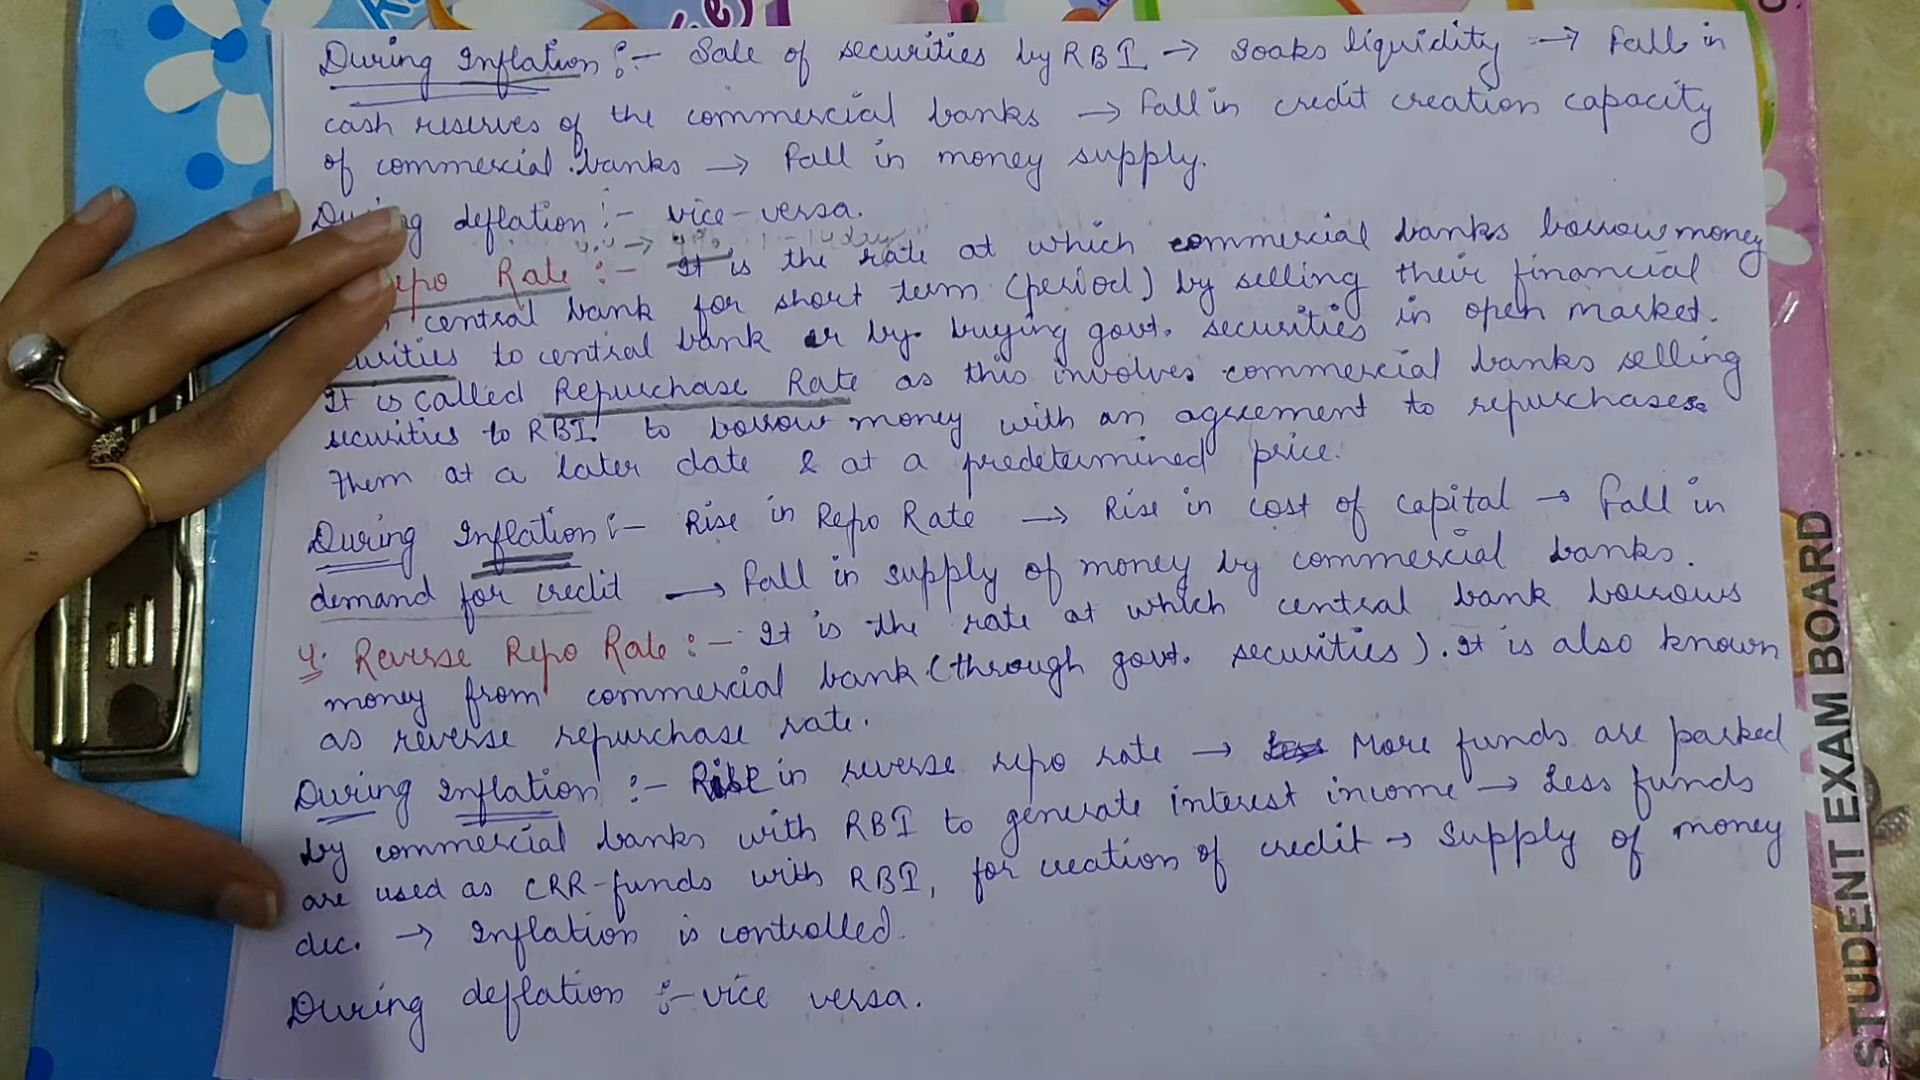 During Inflation :- Sale of securities by RBI → Soaks liquidity → Fall in
cash reserves of the commercial banks → Fall in credit creation capacity
of commercial banks → Fall in money supply.
During deflation :- vice-versa.
epo Rate :- It is the rate at which commercial banks borrow money
central bank for short term (period) by selling their financial
curities to central bank or by buying govt. securities in open market.
It is called Repurchase Rate as this involves commercial banks selling
securities to RBI to borrow money with an agreement to repurchase
them at a later date & at a predetermined price.
During Inflation :- Rise in Repo Rate → Rise in cost of capital → Fall in
demand for credit → Fall in supply of money by commercial banks.
4. Reverse Repo Rate :- It is the rate at which central bank borrows
money from commercial bank (through govt. securities). It is also known
as reverse repurchase rate.
During Inflation :- Rise in reverse repo rate → More funds are parked
by commercial banks with RBI to generate interest income → Less funds
are used as CRR-funds with RBI, for creation of credit → Supply of money
dec. → Inflation is controlled.
During deflation :- vice versa.
STUDENT EXAM BOARD